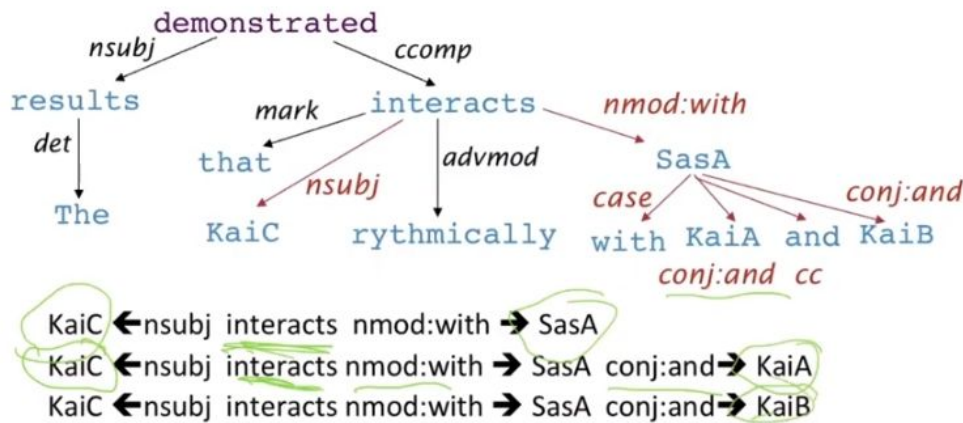 demonstrated
nsubj ccomp
results interacts nmod:with
det mark advmod
that SasA
nsubj case conj:and
The KaiC rythmically with KaiA and KaiB
conj:and cc
KaiC 🡸nsubj interacts nmod:with🡺 SasA
KaiC 🡸nsubj interacts nmod:with🡺 SasA conj:and🡺 KaiA
KaiC 🡸nsubj interacts nmod:with🡺 SasA conj:and🡺 KaiB